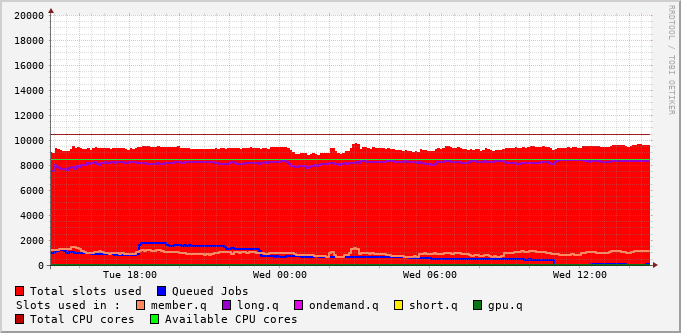 RRDTOOL / TOBI OETIKER
20000
18000
16000
14000
12000
10000
8000
6000
4000
2000
0
Tue 18:00 Wed 00:00 Wed 06:00 Wed 12:00
Total slots used Queued Jobs
Slots used in : member.q long.q ondemand.q short.q gpu.q
Total CPU cores Available CPU cores